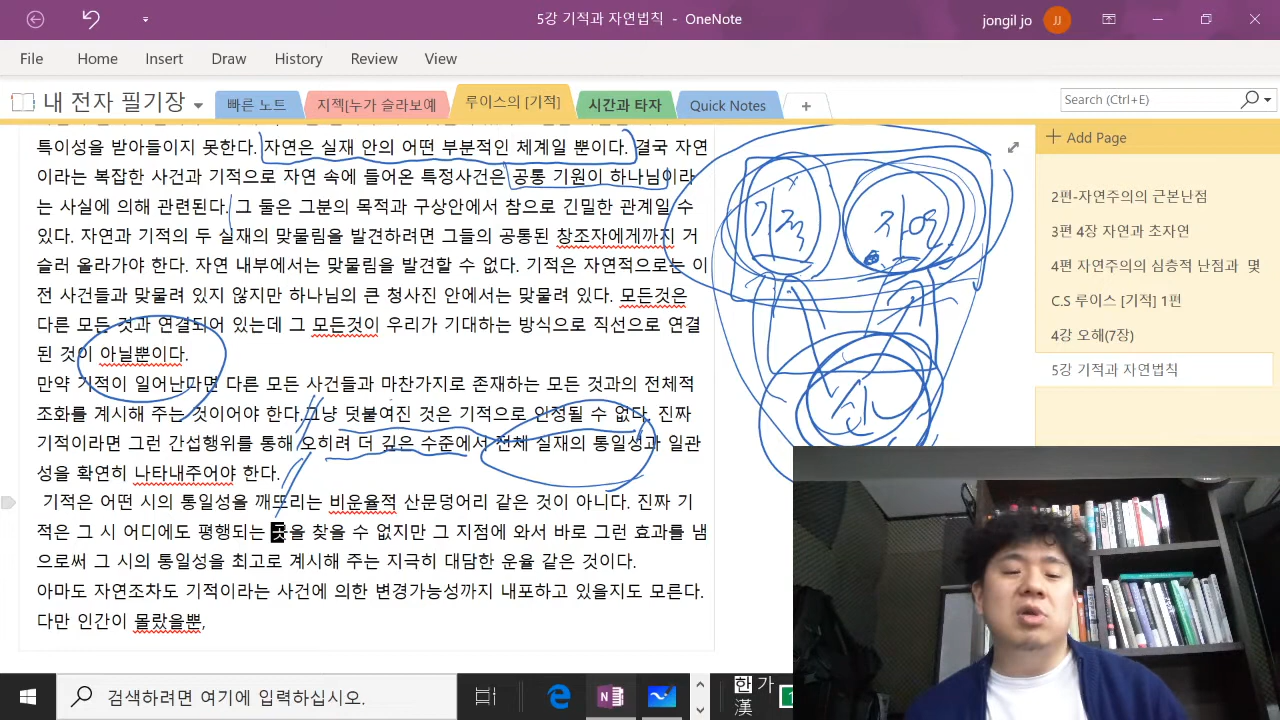 5강 기적과 자연법칙 - OneNote
jongil jo
JJ
File Home Insert Draw History Review View
내 전자 필기장
빠른 노트
지젝[누가 슬라보예
루이스의 [기적]
시간과 타자
Quick Notes
Search (Ctrl+E)
Add Page
특이성을 받아들이지 못한다. 자연은 실재 안의 어떤 부분적인 체계일 뿐이다. 결국 자연
이라는 복잡한 사건과 기적으로 자연 속에 들어온 특정사건은 공통 기원이 하나님이라
는 사실에 의해 관련된다. 그 둘은 그분의 목적과 구상안에서 참으로 긴밀한 관계일 수
있다. 자연과 기적의 두 실재의 맞물림을 발견하려면 그들의 공통된 창조자에게까지 거
슬러 올라가야 한다. 자연 내부에서는 맞물림을 발견할 수 없다. 기적은 자연적으로는 이
전 사건들과 맞물려 있지 않지만 하나님의 큰 청사진 안에서는 맞물려 있다. 모든것은
다른 모든 것과 연결되어 있는데 그 모든것이 우리가 기대하는 방식으로 직선으로 연결
된 것이 아닐뿐이다.
만약 기적이 일어난다면 다른 모든 사건들과 마찬가지로 존재하는 모든 것과의 전체적
조화를 계시해 주는 것이어야 한다.그냥 덧붙여진 것은 기적으로 인정될 수 없다. 진짜
기적이라면 그런 간섭행위를 통해 오히려 더 깊은 수준에서 전체 실재의 통일성과 일관
성을 확연히 나타내주어야 한다.
기적은 어떤 시의 통일성을 깨뜨리는 비운율적 산문덩어리 같은 것이 아니다. 진짜 기
적은 그 시 어디에도 평행되는 곳을 찾을 수 없지만 그 지점에 와서 바로 그런 효과를 냄
으로써 그 시의 통일성을 최고로 계시해 주는 지극히 대담한 운율 같은 것이다.
아마도 자연조차도 기적이라는 사건에 의한 변경가능성까지 내포하고 있을지도 모른다.
다만 인간이 몰랐을뿐,
기적
자연
신
2편-자연주의의 근본난점
3편 4장 자연과 초자연
4편 자연주의의 심층적 난점과 몇
C.S 루이스 [기적] 1편
4강 오해(7장)
5강 기적과 자연법칙
검색하려면 여기에 입력하십시오.
한 가
漢